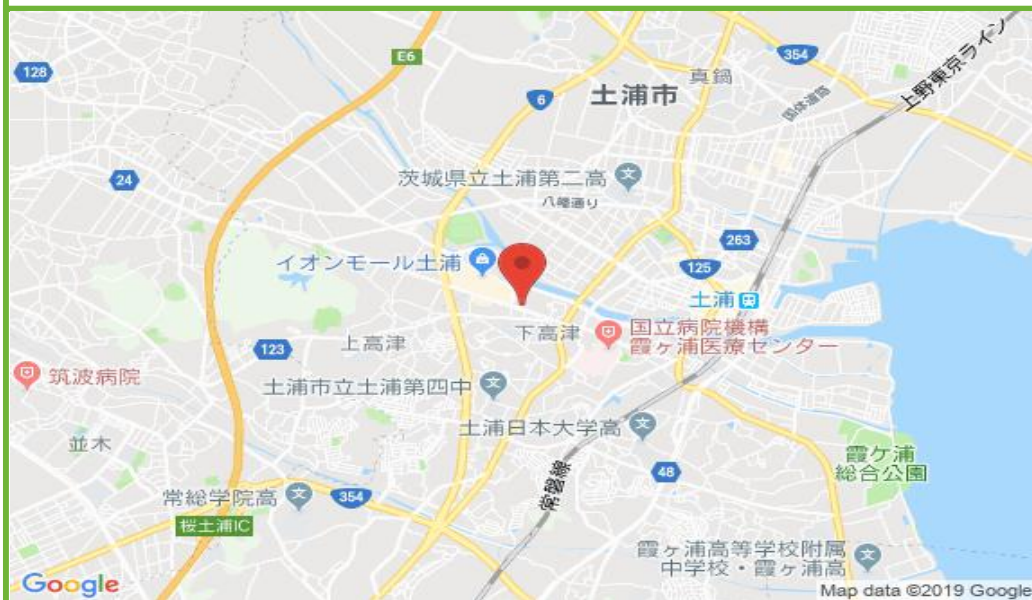 E6
128
354
上野東京ライン
真鍋
6
土浦市
国体道路
24
茨城県立土浦第二高
八幡通り
263
イオンモール土浦
125
土浦
下高津
国立病院機構
霞ヶ浦医療センター
上高津
123
筑波病院
土浦市立土浦第四中
土浦日本大学高
並木
霞ケ浦
総合公園
48
常磐線
常総学院高
354
桜土浦IC
霞ヶ浦高等学校附属
中学校・霞ヶ浦高
Google
Map data ©2019 Google